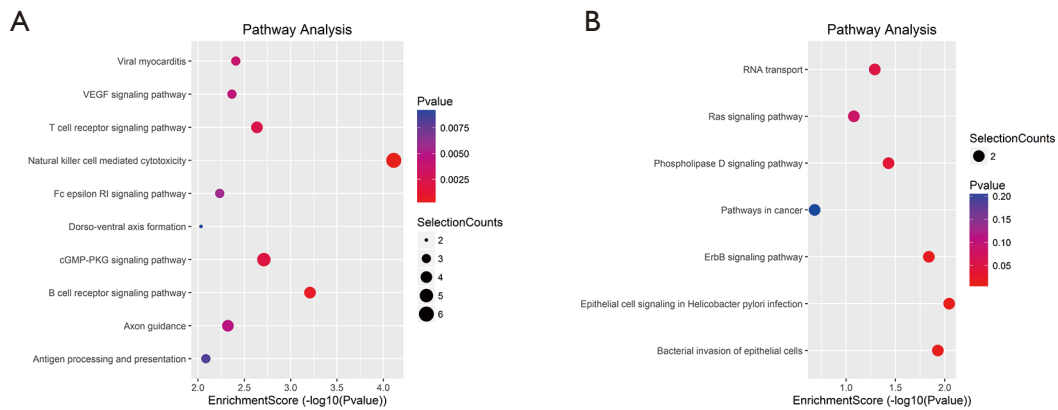 A
Pathway Analysis
Viral myocarditis
VEGF signaling pathway
T cell receptor signaling pathway
Natural killer cell mediated cytotoxicity
Fc epsilon RI signaling pathway
Dorso-ventral axis formation
cGMP-PKG signaling pathway
B cell receptor signaling pathway
Axon guidance
Antigen processing and presentation
2.0 2.5 3.0 3.5 4.0
EnrichmentScore (-log10(Pvalue))
Pvalue
0.0075
0.0050
0.0025
SelectionCounts
2
3
4
5
6
B
Pathway Analysis
RNA transport
Ras signaling pathway
Phospholipase D signaling pathway
Pathways in cancer
ErbB signaling pathway
Epithelial cell signaling in Helicobacter pylori infection
Bacterial invasion of epithelial cells
1.0 1.5 2.0
EnrichmentScore (-log10(Pvalue))
SelectionCounts
2
Pvalue
0.20
0.15
0.10
0.05